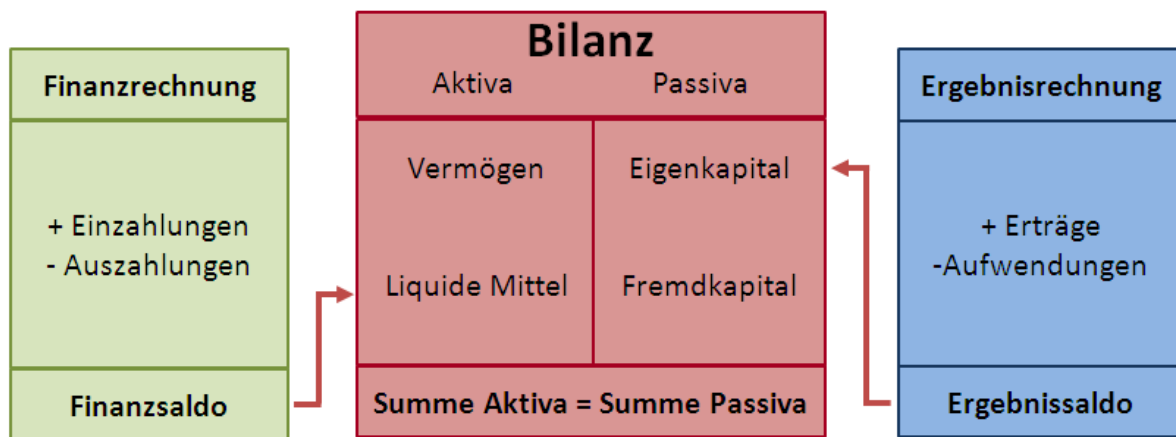 Finanzrechnung
+ Einzahlungen
- Auszahlungen
Finanzsaldo
Bilanz
Aktiva Passiva
Vermögen Eigenkapital
Liquide Mittel Fremdkapital
Summe Aktiva = Summe Passiva
Ergebnisrechnung
+ Erträge
-Aufwendungen
Ergebnissaldo